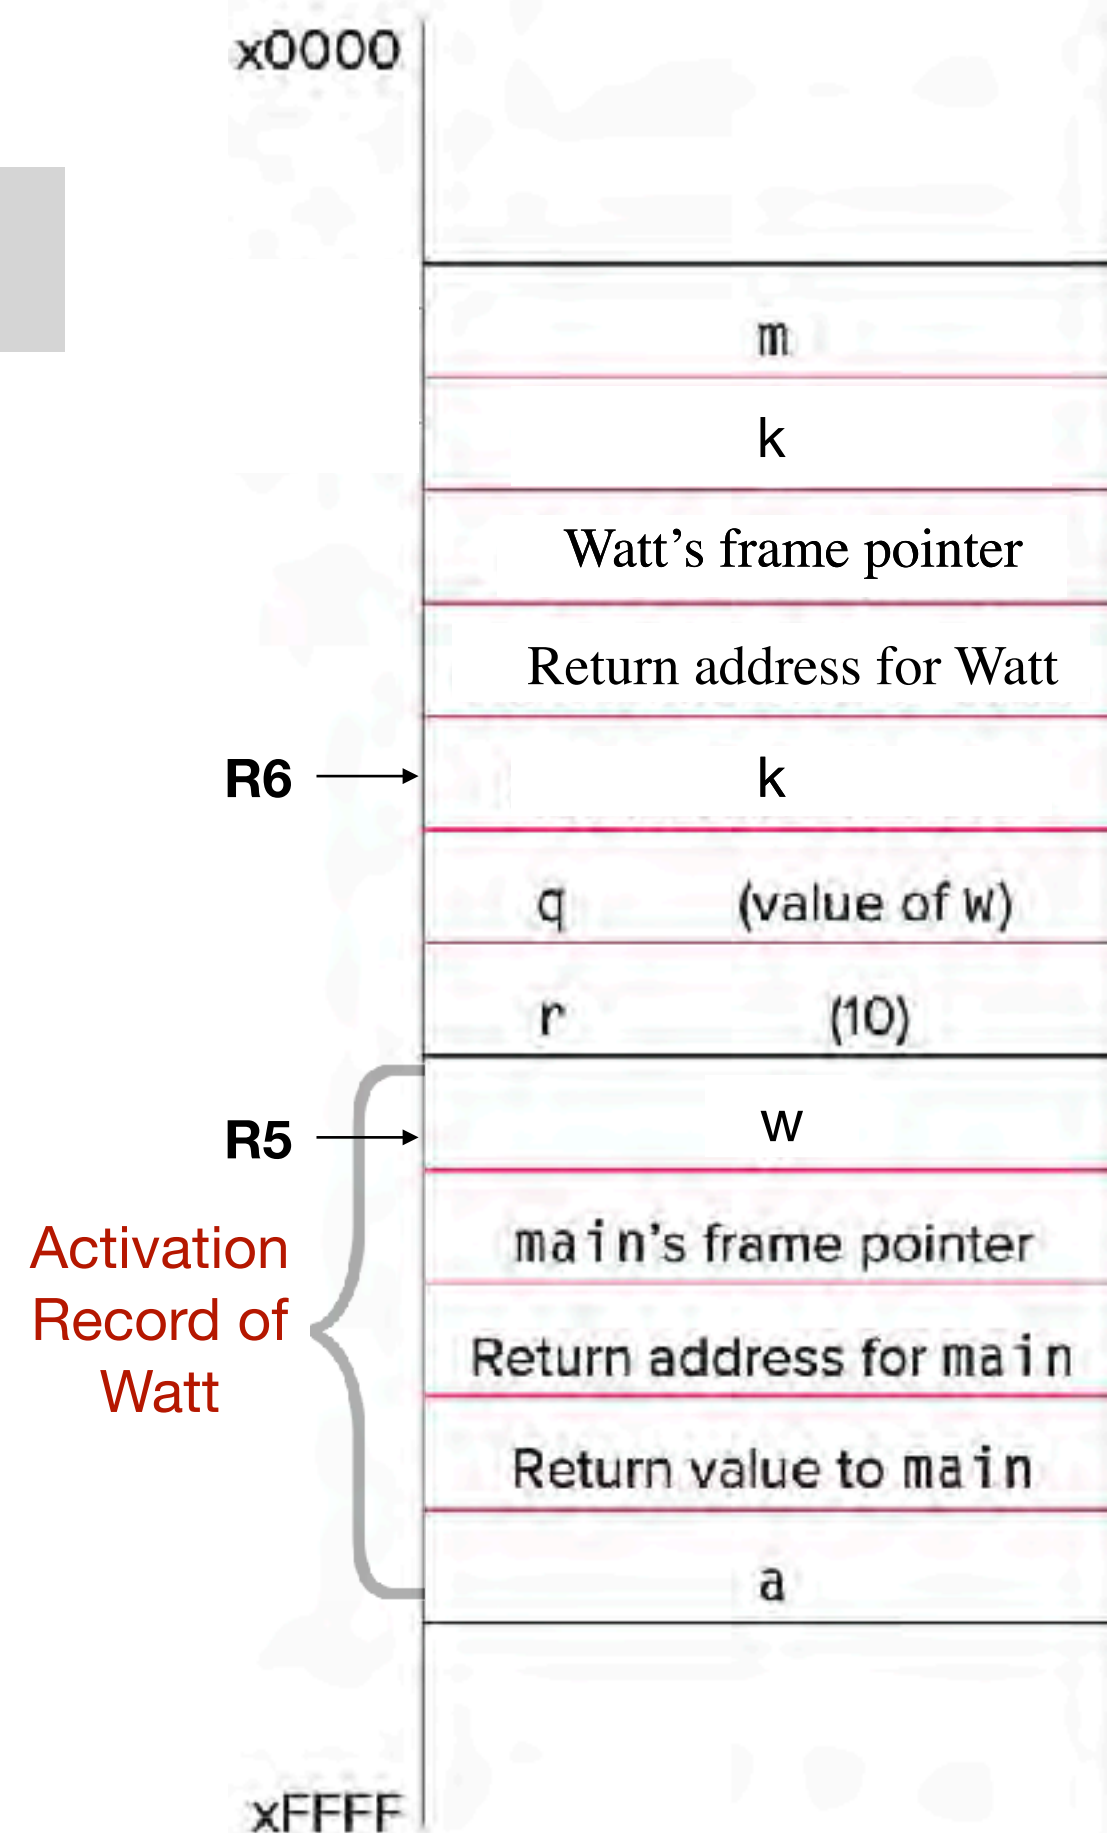 x0000
m
k
Watt’s frame pointer
Return address for Watt
R6
k
q (value of w)
r (10)
R5
w
Activation
Record of
Watt
main's frame pointer
Return address for main
Return value to main
a
xFFFF